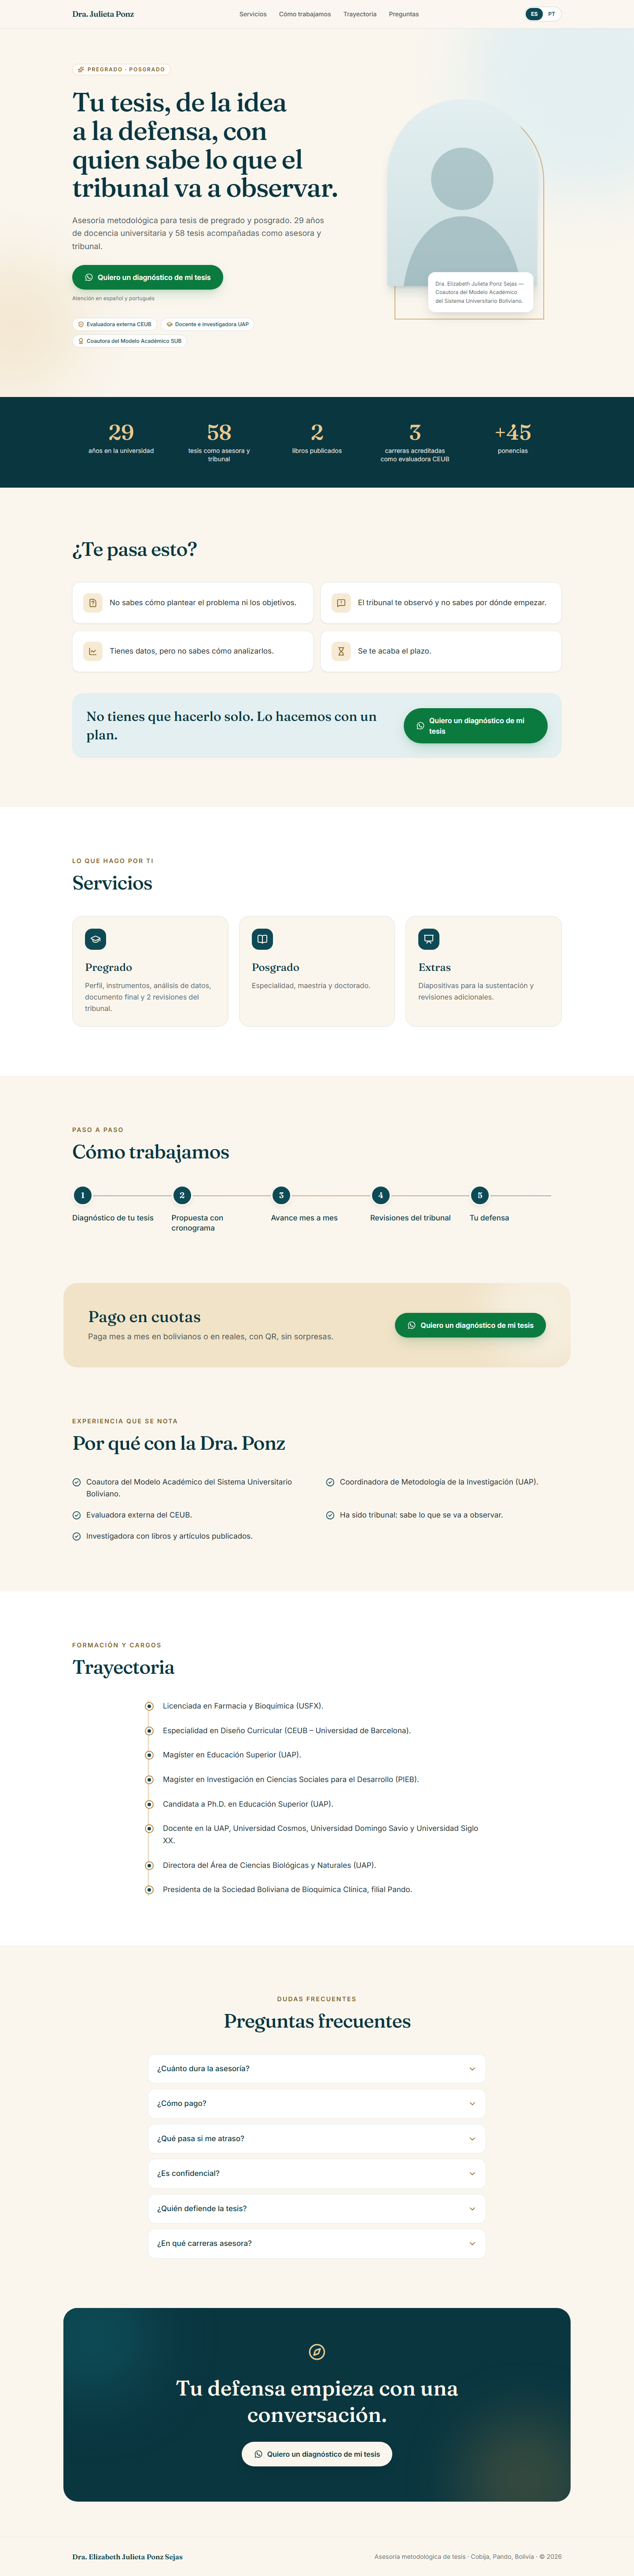 Dra. Julieta Ponz
Servicios
Cómo trabajamos
Trayectoria
Preguntas
ES
PT
PREGRADO · POSGRADO
Tu tesis, de la idea
a la defensa, con
quien sabe lo que el
tribunal va a observar.
Asesoría metodológica para tesis de pregrado y posgrado. 29 años
de docencia universitaria y 58 tesis acompañadas como asesora y
tribunal.
Quiero un diagnóstico de mi tesis
Atención en español y portugués
Evaluadora externa CEUB
Docente e Investigadora UAP
Coautora del Modelo Académico SUB
Dra. Elizabeth Julieta Ponz Sejas —
Coautora del Modelo Académico
del Sistema Universitario Boliviano.
29
años en la universidad
58
tesis como asesora y
tribunal
2
libros publicados
3
carreras acreditadas
como evaluadora CEUB
+45
ponencias
¿Te pasa esto?
No sabes cómo plantear el problema ni los objetivos.
El tribunal te observó y no sabes por dónde empezar.
Tienes datos, pero no sabes cómo analizarlos.
Se te acaba el plazo.
No tienes que hacerlo solo. Lo hacemos con un
plan.
Quiero un diagnóstico de mi
tesis
LO QUE HAGO POR TI
Servicios
Pregrado
Perfil, instrumentos, análisis de datos,
documento final y 2 revisiones del
tribunal.
Posgrado
Especialidad, maestría y doctorado.
Extras
Diapositivas para la sustentación y
revisiones adicionales.
PASO A PASO
Cómo trabajamos
1
Diagnóstico de tu tesis
2
Propuesta con
cronograma
3
Avance mes a mes
4
Revisiones del tribunal
5
Tu defensa
Pago en cuotas
Paga mes a mes en bolivianos o en reales, con QR, sin sorpresas.
Quiero un diagnóstico de mi tesis
EXPERIENCIA QUE SE NOTA
Por qué con la Dra. Ponz
Coautora del Modelo Académico del Sistema Universitario
Boliviano.
Coordinadora de Metodología de la Investigación (UAP).
Evaluadora externa del CEUB.
Ha sido tribunal: sabe lo que se va a observar.
Investigadora con libros y artículos publicados.
FORMACIÓN Y CARGOS
Trayectoria
Licenciada en Farmacia y Bioquímica (USFX).
Especialidad en Diseño Curricular (CEUB – Universidad de Barcelona).
Magíster en Educación Superior (UAP).
Magíster en Investigación en Ciencias Sociales para el Desarrollo (PIEB).
Candidata a Ph.D. en Educación Superior (UAP).
Docente en la UAP, Universidad Cosmos, Universidad Domingo Savio y Universidad Siglo
XX.
Directora del Área de Ciencias Biológicas y Naturales (UAP).
Presidenta de la Sociedad Boliviana de Bioquímica Clínica, filial Pando.
DUDAS FRECUENTES
Preguntas frecuentes
¿Cuánto dura la asesoría?
¿Cómo pago?
¿Qué pasa si me atraso?
¿Es confidencial?
¿Quién defiende la tesis?
¿En qué carreras asesora?
Tu defensa empieza con una
conversación.
Quiero un diagnóstico de mi tesis
Dra. Elizabeth Julieta Ponz Sejas
Asesoría metodológica de tesis · Cobija, Pando, Bolivia · © 2026